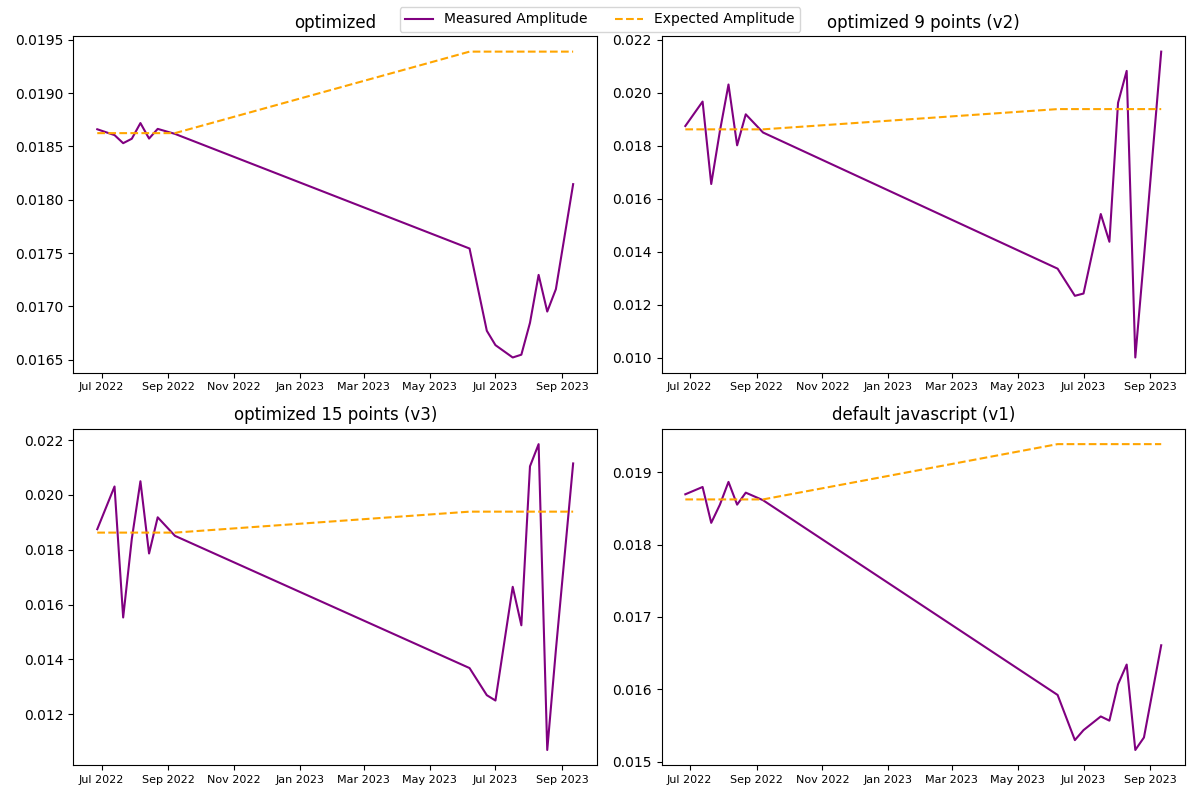 Measured Amplitude Expected Amplitude
optimized
0.0195
0.0190
0.0185
0.0180
0.0175
0.0170
0.0165
Jul 2022 Sep 2022 Nov 2022 Jan 2023 Mar 2023 May 2023 Jul 2023 Sep 2023
optimized 9 points (v2)
0.022
0.020
0.018
0.016
0.014
0.012
0.010
Jul 2022 Sep 2022 Nov 2022 Jan 2023 Mar 2023 May 2023 Jul 2023 Sep 2023
optimized 15 points (v3)
0.022
0.020
0.018
0.016
0.014
0.012
Jul 2022 Sep 2022 Nov 2022 Jan 2023 Mar 2023 May 2023 Jul 2023 Sep 2023
default javascript (v1)
0.019
0.018
0.017
0.016
0.015
Jul 2022 Sep 2022 Nov 2022 Jan 2023 Mar 2023 May 2023 Jul 2023 Sep 2023